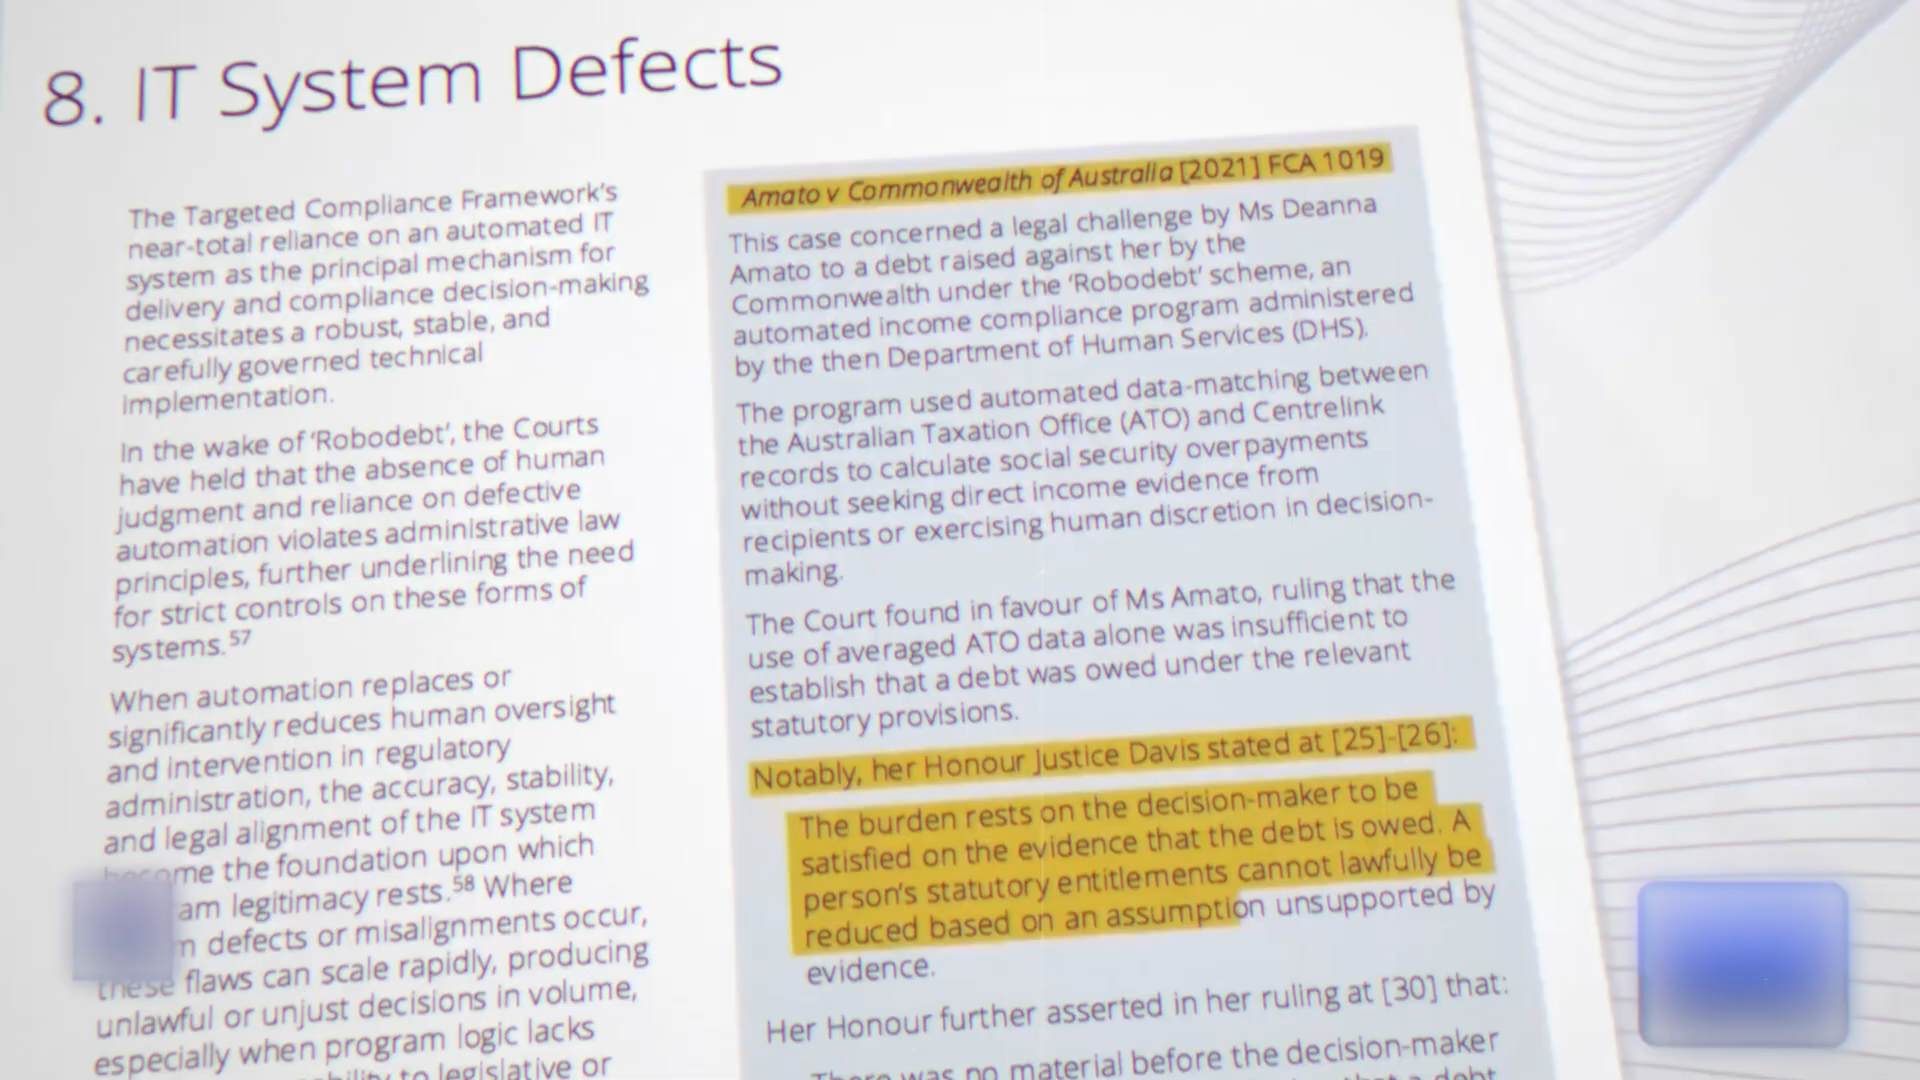 8. IT System Defects
The Targeted Compliance Framework's
near-total reliance on an automated IT
system as the principal mechanism for
delivery and compliance decision-making
necessitates a robust, stable, and
carefully governed technical
implementation.
In the wake of 'Robodebt', the Courts
have held that the absence of human
judgment and reliance on defective
automation violates administrative law
principles, further underlining the need
for strict controls on these forms of
systems.57
When automation replaces or
significantly reduces human oversight
and intervention in regulatory
administration, the accuracy, stability,
and legal alignment of the IT system
become the foundation upon which
am legitimacy rests.58 Where
m defects or misalignments occur,
these flaws can scale rapidly, producing
unlawful or unjust decisions in volume,
especially when program logic lacks
to legislative or
Amato v Commonwealth of Australia [2021] FCA 1019
This case concerned a legal challenge by Ms Deanna
Amato to a debt raised against her by the
Commonwealth under the 'Robodebt' scheme, an
automated income compliance program administered
by the then Department of Human Services (DHS).
The program used automated data-matching between
the Australian Taxation Office (ATO) and Centrelink
records to calculate social security overpayments
without seeking direct income evidence from
recipients or exercising human discretion in decision-
making.
The Court found in favour of Ms Amato, ruling that the
use of averaged ATO data alone was insufficient to
establish that a debt was owed under the relevant
statutory provisions.
Notably, her Honour Justice Davis stated at [25]-[26]:
The burden rests on the decision-maker to be
satisfied on the evidence that the debt is owed. A
person's statutory entitlements cannot lawfully be
reduced based on an assumption unsupported by
evidence.
Her Honour further asserted in her ruling at [30] that:
There was no material before the decision-maker
that a debt